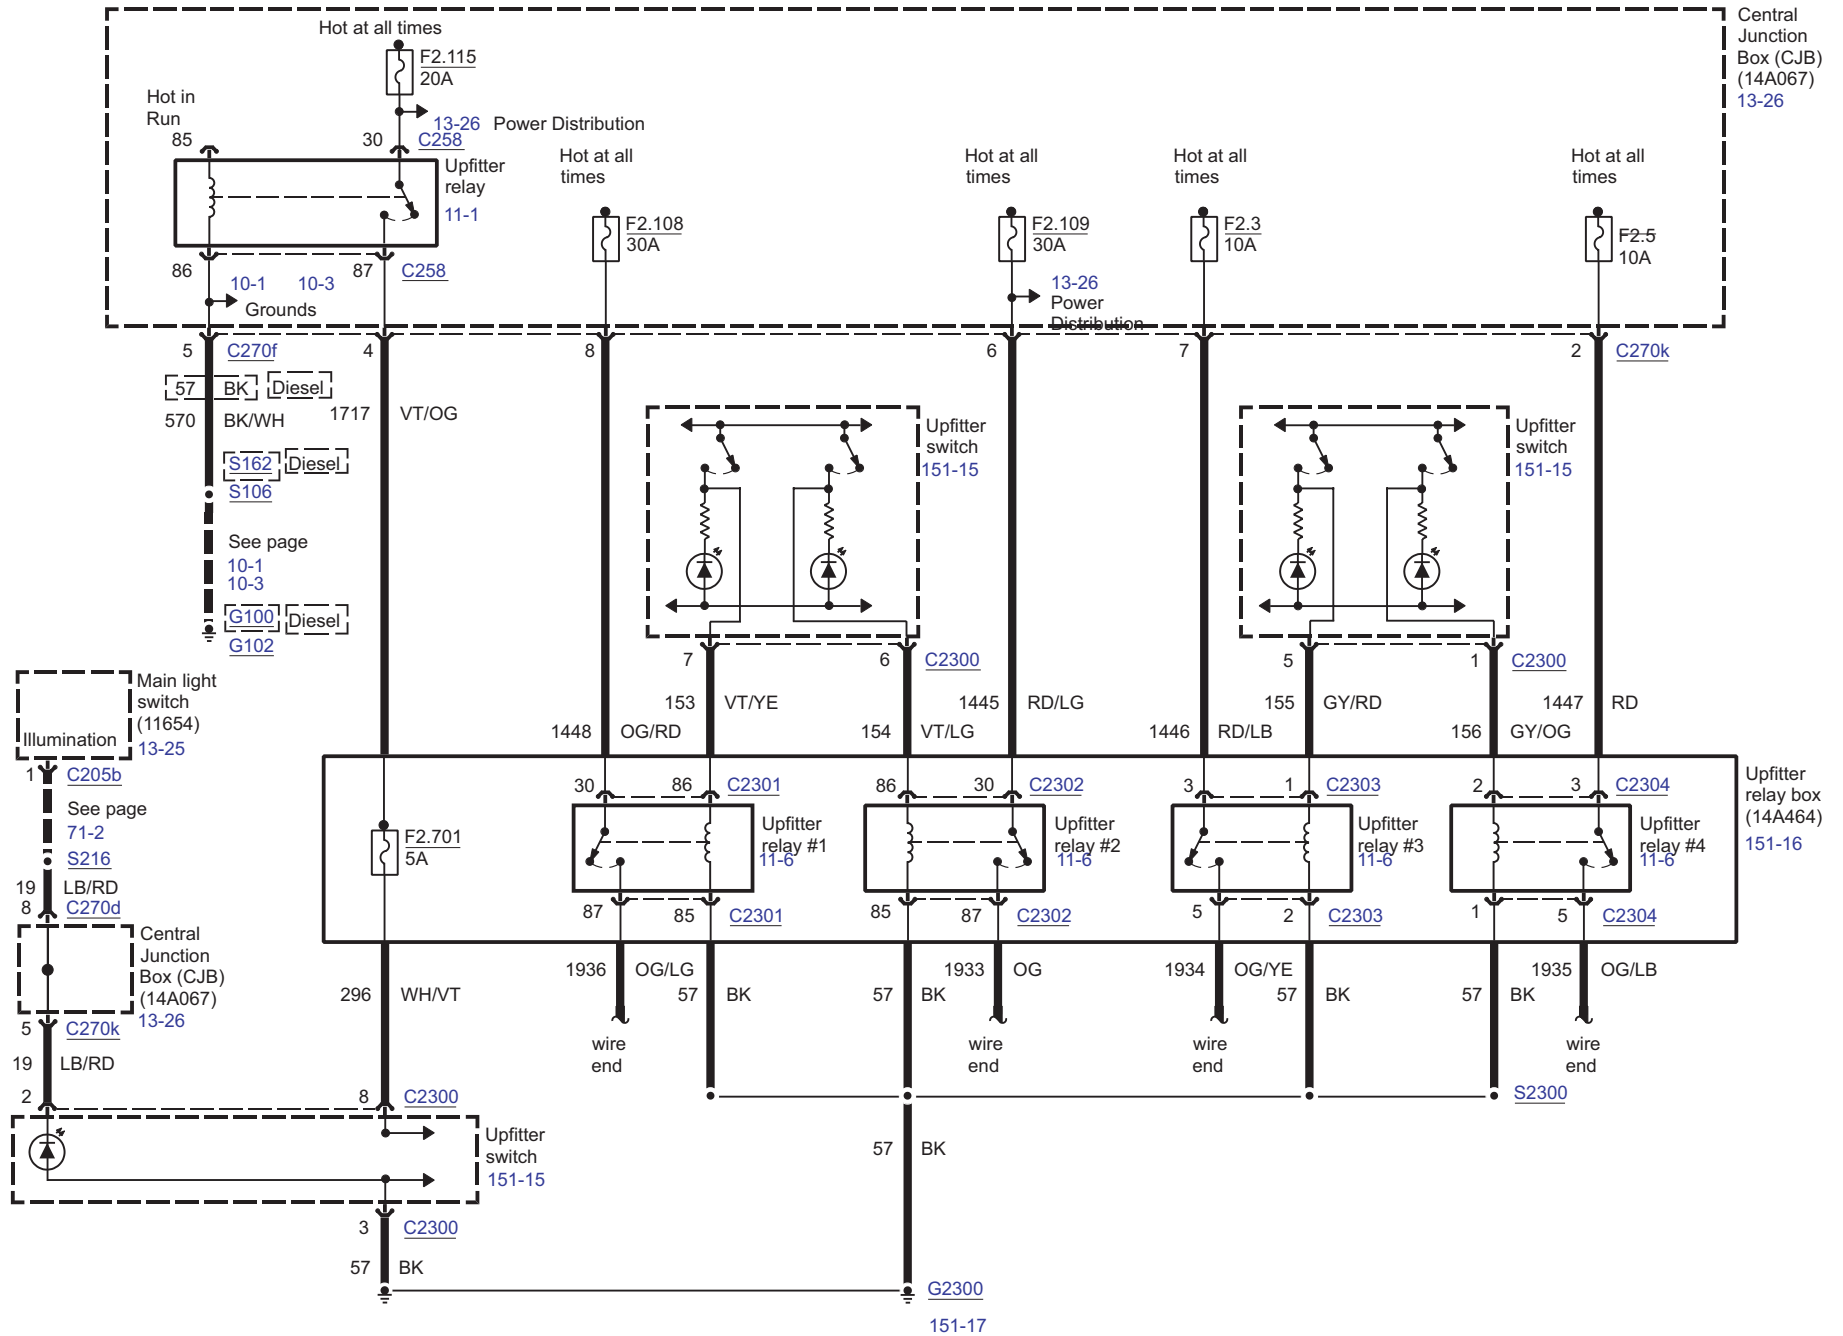 Hot at all times
F2.115
20A
Hot in
Run
13-26 Power Distribution
85
30
C258
Upfitter
relay
11-1
Central
Junction
Box (CJB)
(14A067)
13-26
Hot at all
times
Hot at all
times
Hot at all
times
Hot at all
times
F2.108
30A
F2.109
30A
F2.3
10A
F2.5
10A
86
87
C258
10-1
10-3
Grounds
13-26
Power
Distribution
5
C270f
4
8
6
7
2
C270k
57
BK
Diesel
570
BK/WH
1717
VT/OG
S162
Diesel
S106
See page
10-1
10-3
G100
Diesel
G102
Upfitter
switch
151-15
Upfitter
switch
151-15
7
6
C2300
5
1
C2300
153
VT/YE
1445
RD/LG
155
GY/RD
1447
RD
1448
OG/RD
154
VT/LG
1446
RD/LB
156
GY/OG
Main light
switch
(11654)
13-25
Illumination
1
C205b
See page
71-2
S216
19
LB/RD
8
C270d
Central
Junction
Box (CJB)
(14A067)
13-26
5
C270k
19
LB/RD
2
8
C2300
30
86
C2301
86
30
C2302
3
1
C2303
2
3
C2304
Upfitter
relay box
(14A464)
151-16
F2.701
5A
Upfitter
relay #1
11-6
Upfitter
relay #2
11-6
Upfitter
relay #3
11-6
Upfitter
relay #4
11-6
87
85
C2301
85
87
C2302
5
2
C2303
1
5
C2304
296
WH/VT
1936
OG/LG
57
BK
57
BK
1933
OG
1934
OG/YE
57
BK
57
BK
1935
OG/LB
wire
end
wire
end
wire
end
wire
end
S2300
Upfitter
switch
151-15
57
BK
3
C2300
57
BK
G2300
151-17